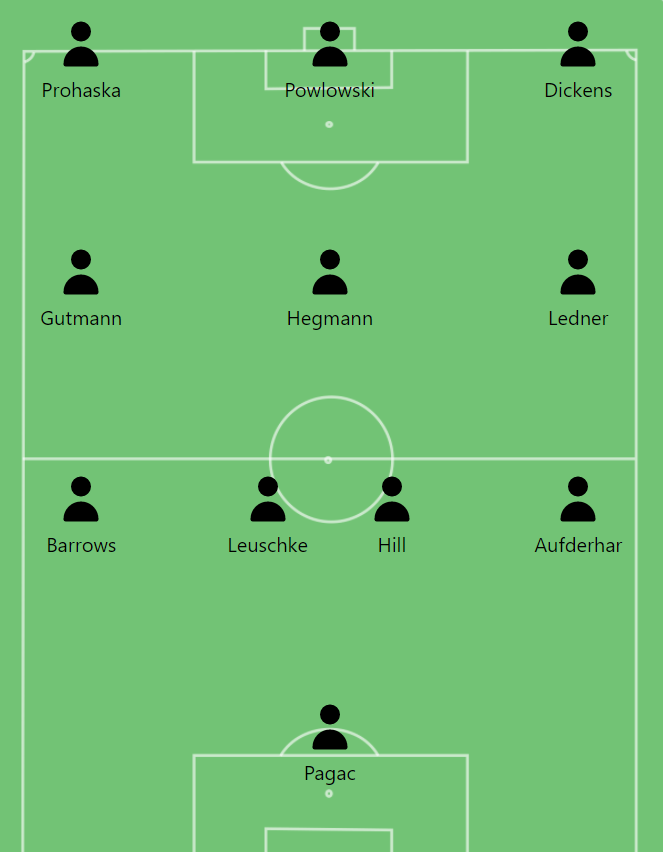 Prohaska
Powlowski
Dickens
Gutmann
Hegmann
Ledner
Barrows
Leuschke
Hill
Aufderhar
Pagac